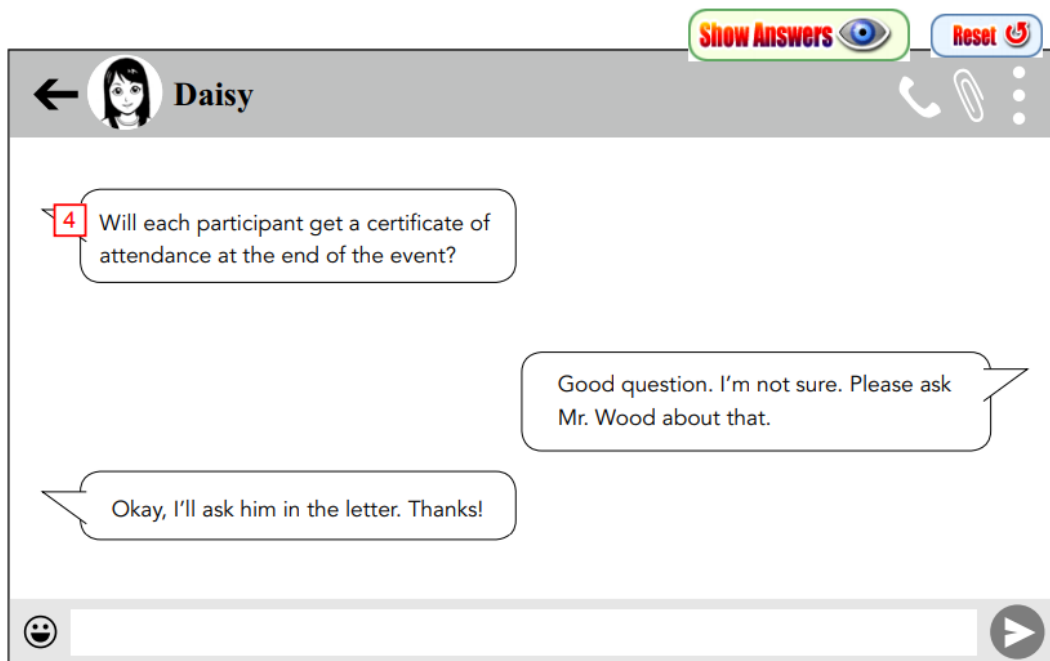 Show Answers
Reset
Daisy
4
Will each participant get a certificate of
attendance at the end of the event?
Good question. I'm not sure. Please ask
Mr. Wood about that.
Okay, I'll ask him in the letter. Thanks!